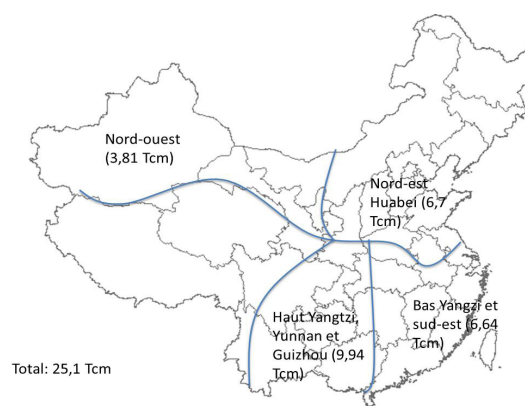 Nord-ouest
(3,81 Tcm)
Nord-est
Huabei (6,7
Tcm)
Haut Yangtzi,
Yunnan et
Guizhou (9,94
Tcm)
Bas Yangzi et
sud-est (6,64
Tcm)
Total: 25,1 Tcm